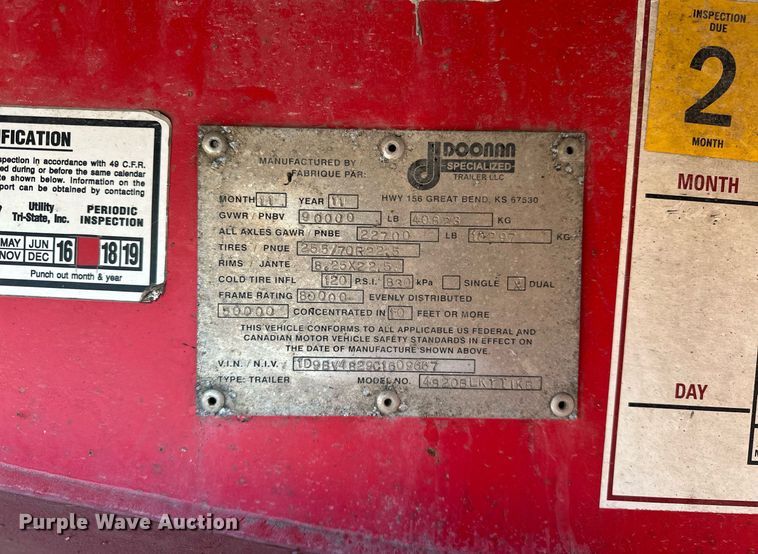 IFICATION
spection in accordance with 49 C.F.R.
ed during or before the same calendar
te shown below. Information on the
port can be obtained by contacting
Utility
Tri-State, Inc.
PERIODIC
INSPECTION
MAY JUN 16 18 19
NOV DEC
Punch out month & year
MANUFACTURED BY
FABRIQUE PAR:
DOONAN
SPECIALIZED
TRAILER LLC
MONTH 11 YEAR 11 HWY 156 GREAT BEND, KS 67530
GVWR / PNBV 90000 LB KG
ALL AXLES GAWR / PNBE 22700 LB KG
TIRES / PNUE 255/70R22.5
RIMS / JANTE 8.25X22.5
COLD TIRE INFL 120 P.S.I. 830 kPa SINGLE X DUAL
FRAME RATING 80000 EVENLY DISTRIBUTED
50000 CONCENTRATED IN 10 FEET OR MORE
THIS VEHICLE CONFORMS TO ALL APPLICABLE US FEDERAL AND
CANADIAN MOTOR VEHICLE SAFETY STANDARDS IN EFFECT ON
THE DATE OF MANUFACTURE SHOWN ABOVE.
V.I.N. / N.I.V.
TYPE: TRAILER MODEL NO.
INSPECTION
DUE
2
MONTH
MONTH
DAY
Purple Wave Auction